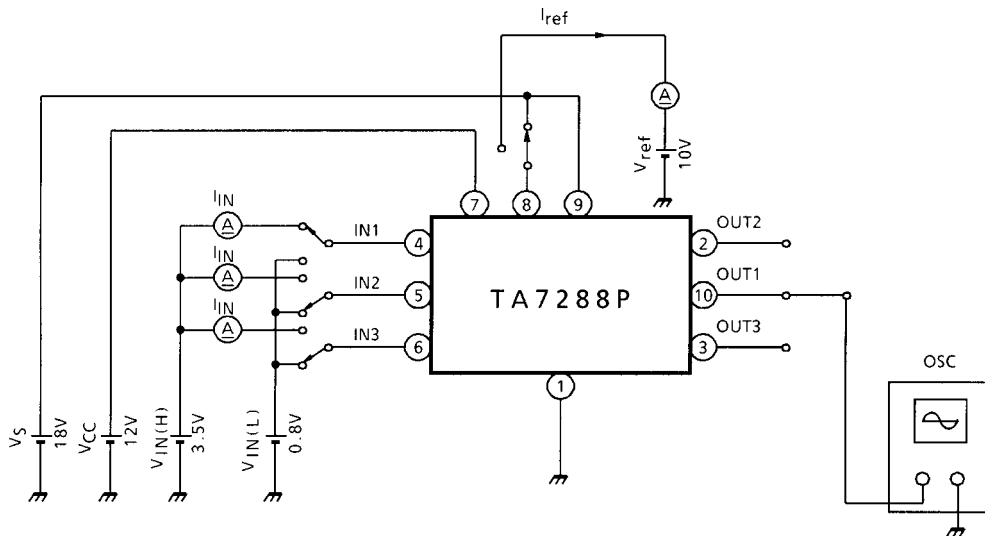 Iref
A
Vref
10V
7
8
9
IIN
A
IN1
4
2
OUT2
IIN
A
IN2
5
TA7288P
10
OUT1
IIN
A
IN3
6
3
OUT3
1
OSC
VS
18V
VCC
12V
VIN(H)
3.5V
VIN(L)
0.8V